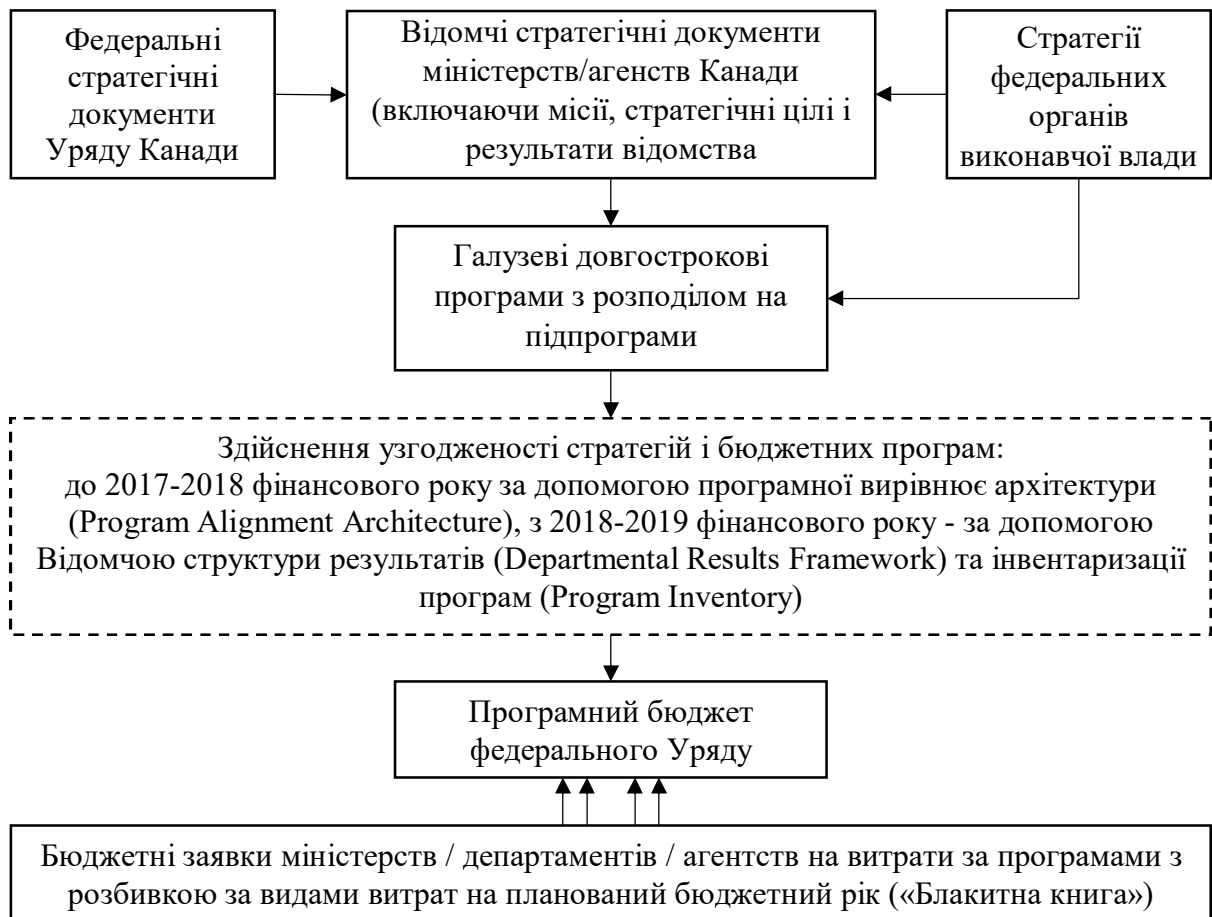 Федеральні
стратегічні
документи
Уряду Канади
Відомчі стратегічні документи
міністерств/агенств Канади
(включаючи місії, стратегічні цілі і
результати відомства
Стратегії
федеральних
органів
виконавчої влади
Галузеві довгострокові
програми з розподілом на
підпрограми
Здійснення узгодженості стратегій і бюджетних програм:
до 2017-2018 фінансового року за допомогою програмної вирівнює архітектури
(Program Alignment Architecture), з 2018-2019 фінансового року - за допомогою
Відомчою структури результатів (Departmental Results Framework) та інвентаризації
програм (Program Inventory)
Програмний бюджет
федерального Уряду
Бюджетні заявки міністерств / департаментів / агентств на витрати за програмами з
розбивкою за видами витрат на планований бюджетний рік («Блакитна книга»)